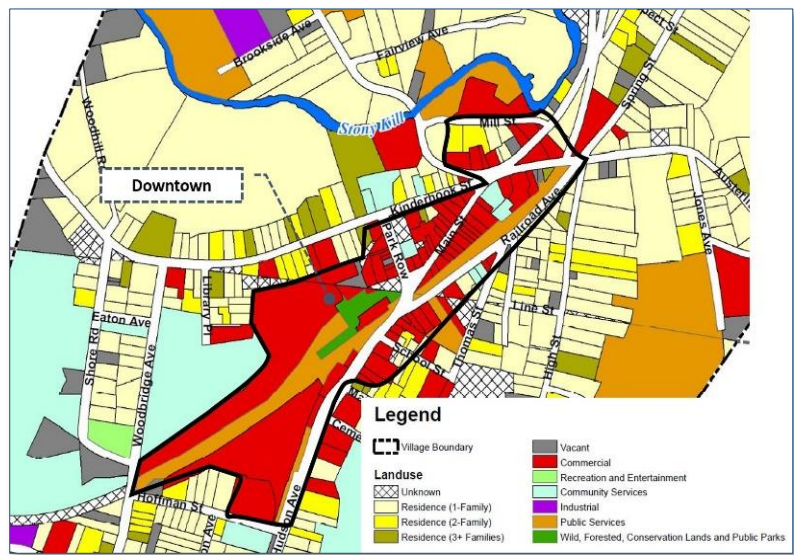 Brookside Ave
Fairview Ave
Spring St
Woodhill Rd
Stony Kill
Mill St
Downtown
Kinderhook St
Jones Ave
Park Row
Main St
Railroad Ave
Library Pl
Eaton Ave
Line St
Shore Rd
Woodbridge Ave
School St
Thomas St
High St
Hoffman St
Hudson Ave
Legend
Village Boundary
Landuse
Unknown
Residence (1-Family)
Residence (2-Family)
Residence (3+ Families)
Vacant
Commercial
Recreation and Entertainment
Community Services
Industrial
Public Services
Wild, Forested, Conservation Lands and Public Parks